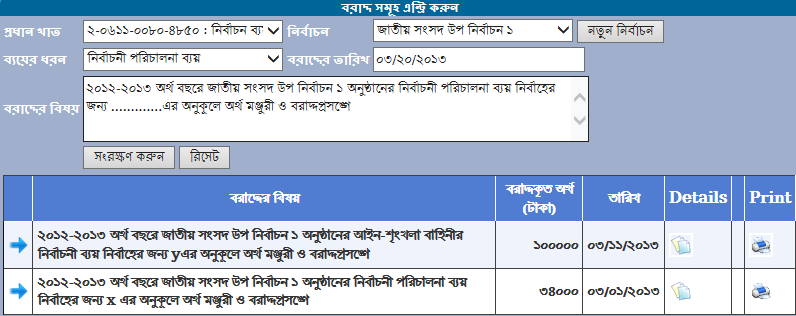 বরাদ্দ সমূহ এন্ট্রি করুন
প্রধান খাত ২-০৬১১-০০৮০-৪৮৫০ : নির্বাচন ব্যয় নির্বাচন জাতীয় সংসদ উপ নির্বাচন ১ নতুন নির্বাচন
ব্যয়ের ধরন নির্বাচনী পরিচালনা ব্যয় বরাদ্দের তারিখ ০৩/২০/২০১৩
২০১২-২০১৩ অর্থ বছরে জাতীয় সংসদ উপ নির্বাচন ১ অনুষ্ঠানের নির্বাচনী পরিচালনা ব্যয় নির্বাহের
বরাদ্দের বিষয় জন্য .............এর অনুকুলে অর্থ মঞ্জুরী ও বরাদ্দপ্রসঙ্গে
সংরক্ষণ করুন রিসেট
বরাদ্দের বিষয় বরাদ্দকৃত অর্থ (টাকা) তারিখ Details Print
২০১২-২০১৩ অর্থ বছরে জাতীয় সংসদ উপ নির্বাচন ১ অনুষ্ঠানের আইন-শৃংখলা বাহিনীর
নির্বাচনী ব্যয় নির্বাহের জন্য yএর অনুকুলে অর্থ মঞ্জুরী ও বরাদ্দপ্রসঙ্গে ১০০০০০ ০৩/১১/২০১৩
২০১২-২০১৩ অর্থ বছরে জাতীয় সংসদ উপ নির্বাচন ১ অনুষ্ঠানের নির্বাচনী পরিচালনা ব্যয়
নির্বাহের জন্য x এর অনুকুলে অর্থ মঞ্জুরী ও বরাদ্দপ্রসঙ্গে ৩৪০০০ ০৩/০১/২০১৩